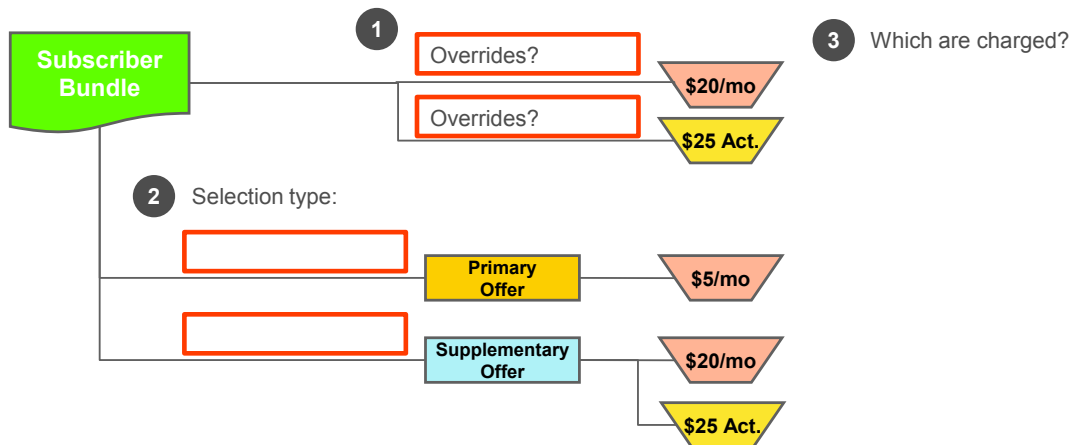 1
3 Which are charged?
Subscriber
Bundle
Overrides?
$20/mo
Overrides?
$25 Act.
2 Selection type:
Primary
Offer
$5/mo
Supplementary
Offer
$20/mo
$25 Act.